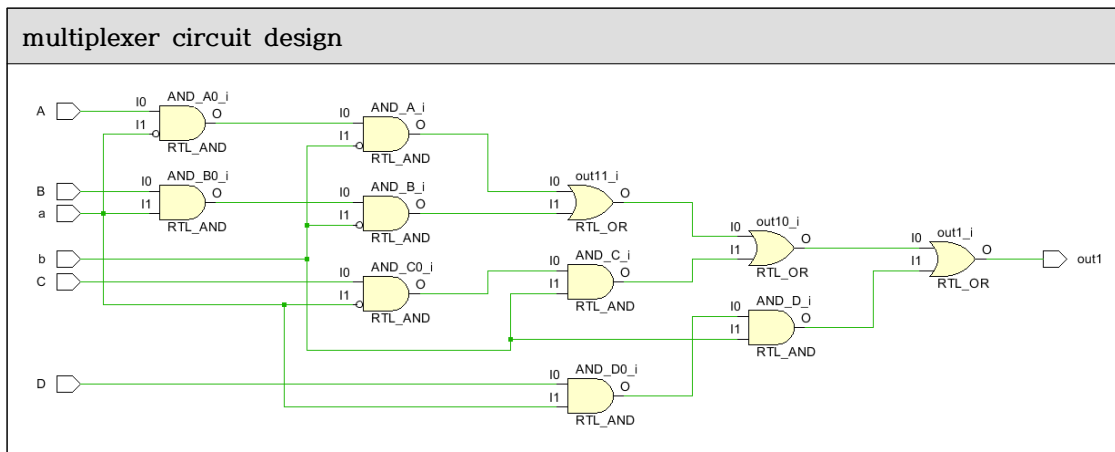 multiplexer circuit design
A
I0
I1
AND_A0_i
O
RTL_AND
I0
I1
AND_A_i
O
RTL_AND
B
a
I0
I1
AND_B0_i
O
RTL_AND
I0
I1
AND_B_i
O
RTL_AND
I0
I1
out11_i
O
RTL_OR
I0
I1
out10_i
O
RTL_OR
I0
I1
out1_i
O
RTL_OR
out1
b
C
I0
I1
AND_C0_i
O
RTL_AND
I0
I1
AND_C_i
O
RTL_AND
I0
I1
AND_D_i
O
RTL_AND
D
I0
I1
AND_D0_i
O
RTL_AND